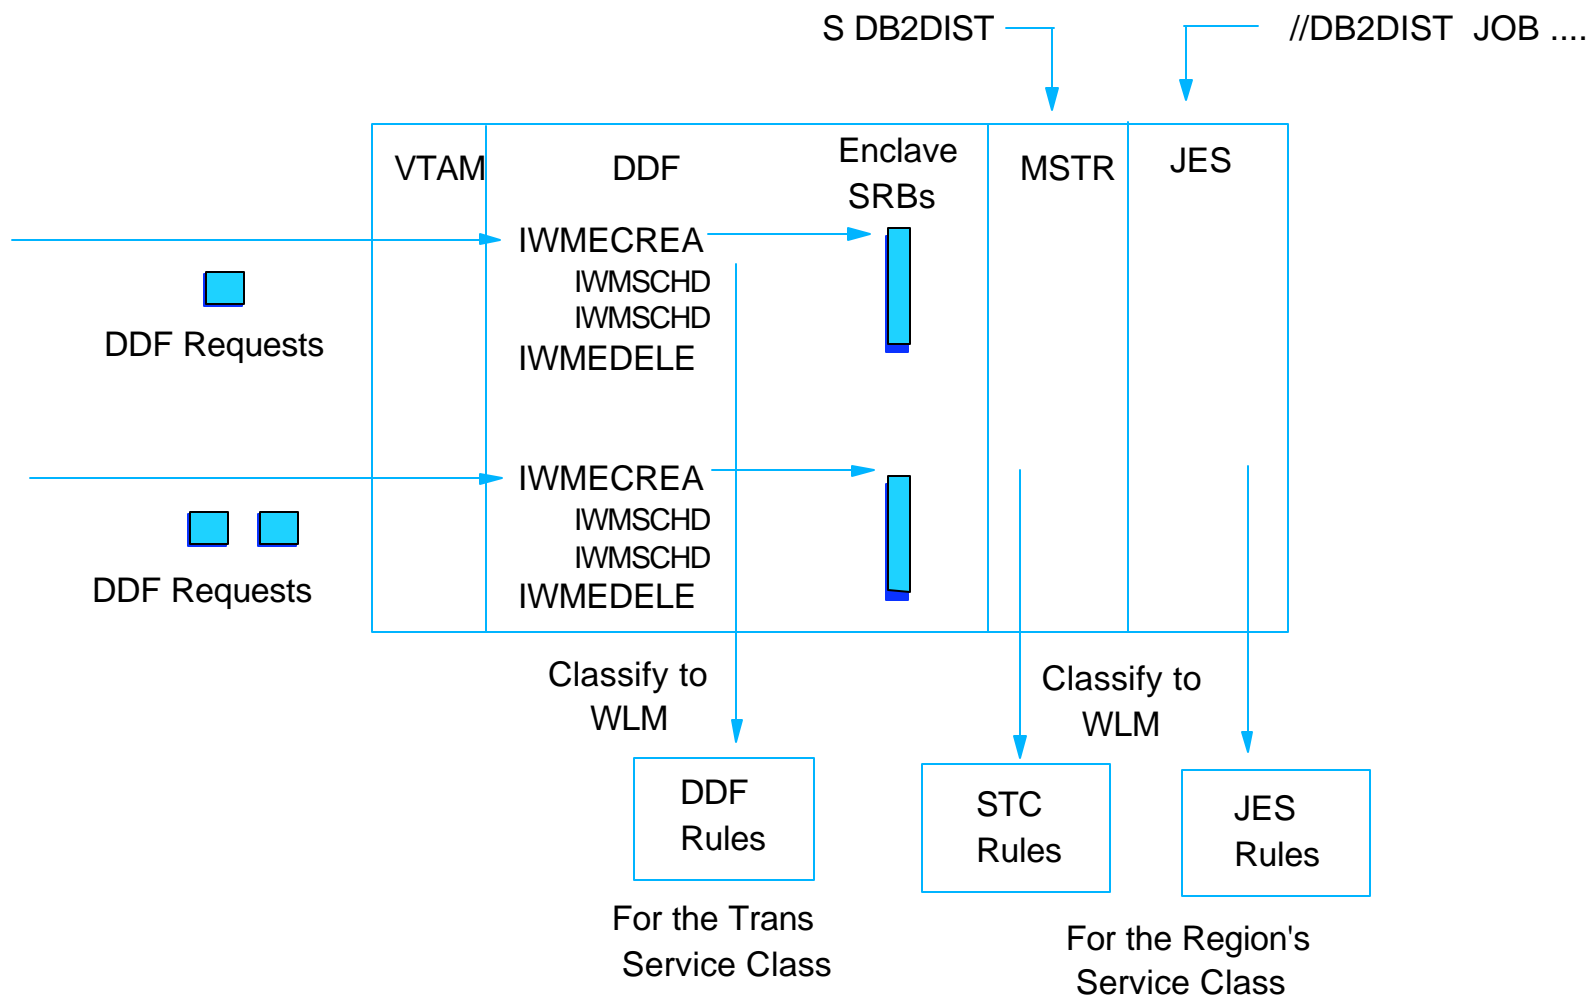 S DB2DIST
//DB2DIST JOB ....
VTAM
DDF
Enclave
SRBs
MSTR
JES
IWMECREA
IWMSCHD
IWMSCHD
IWMEDELE
DDF Requests
IWMECREA
IWMSCHD
IWMSCHD
IWMEDELE
DDF Requests
Classify to
WLM
Classify to
WLM
DDF
Rules
STC
Rules
JES
Rules
For the Trans
Service Class
For the Region's
Service Class